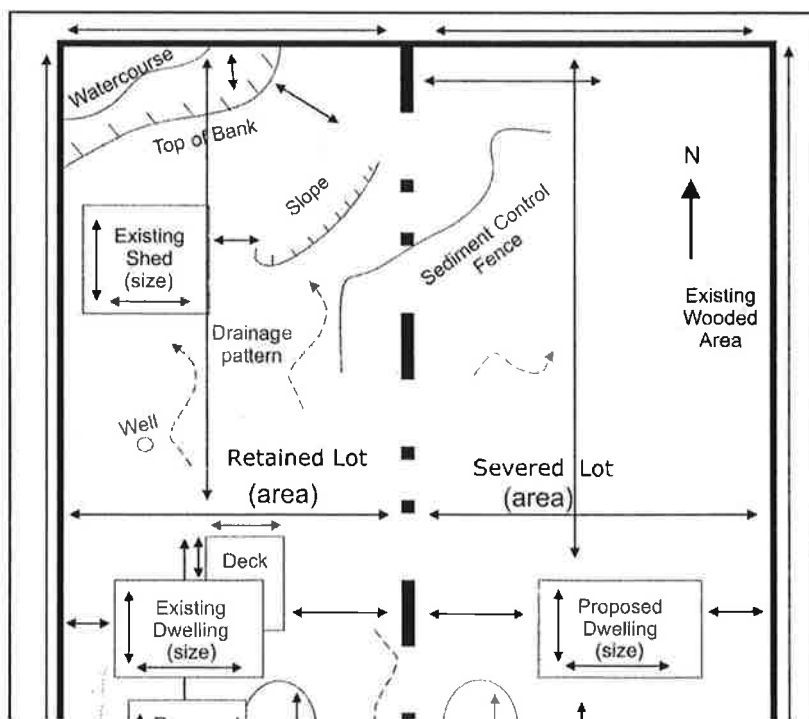 Watercourse
Top of Bank
Slope
N
Existing
Shed
(size)
Sediment Control
Fence
Existing
Wooded
Area
Drainage
pattern
Well
Retained Lot
(area)
Severed Lot
(area)
Deck
Existing
Dwelling
(size)
Proposed
Dwelling
(size)